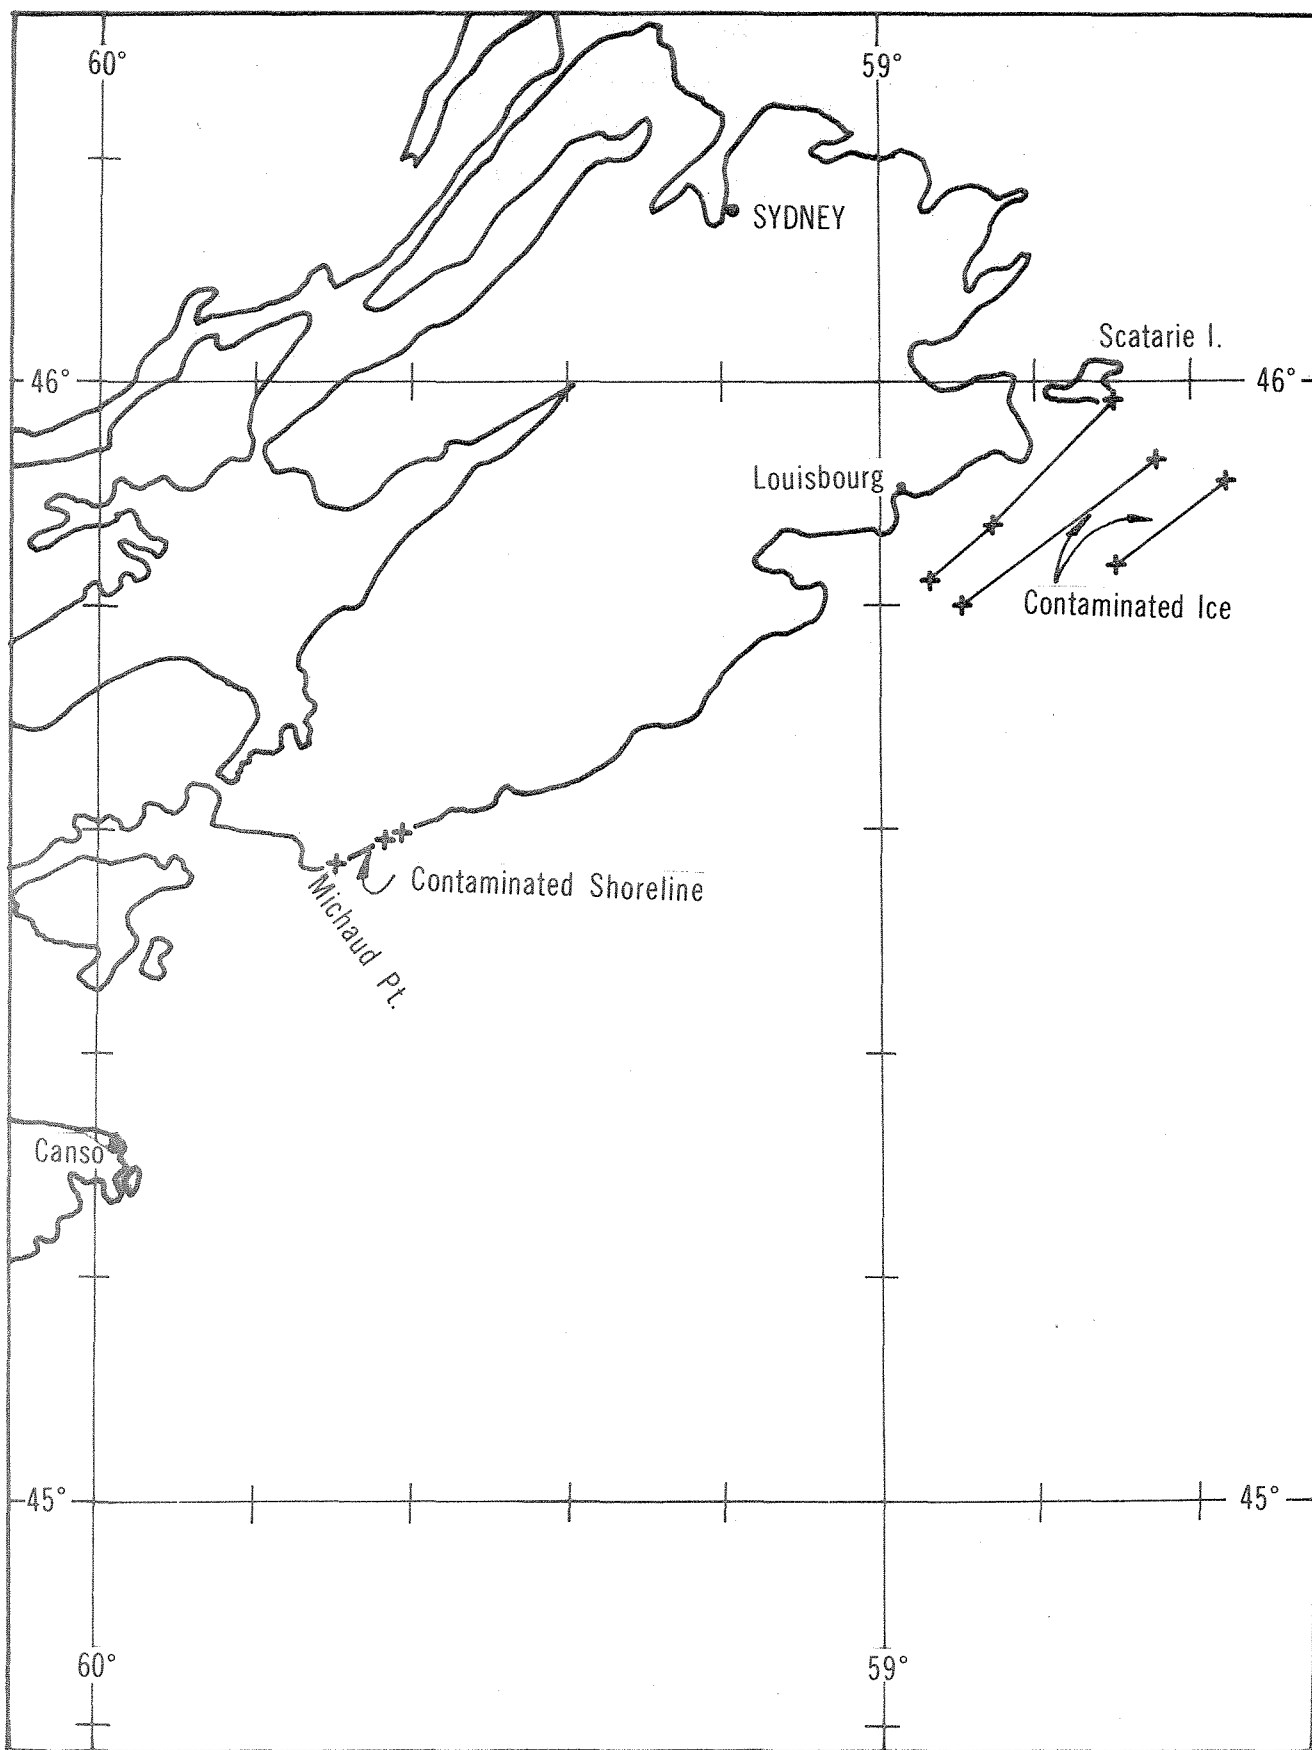 60°
59°
SYDNEY
Scatarie I.
46°
46°
Louisbourg
Contaminated Ice
Contaminated Shoreline
Michaud Pt.
Canso
45°
45°
60°
59°